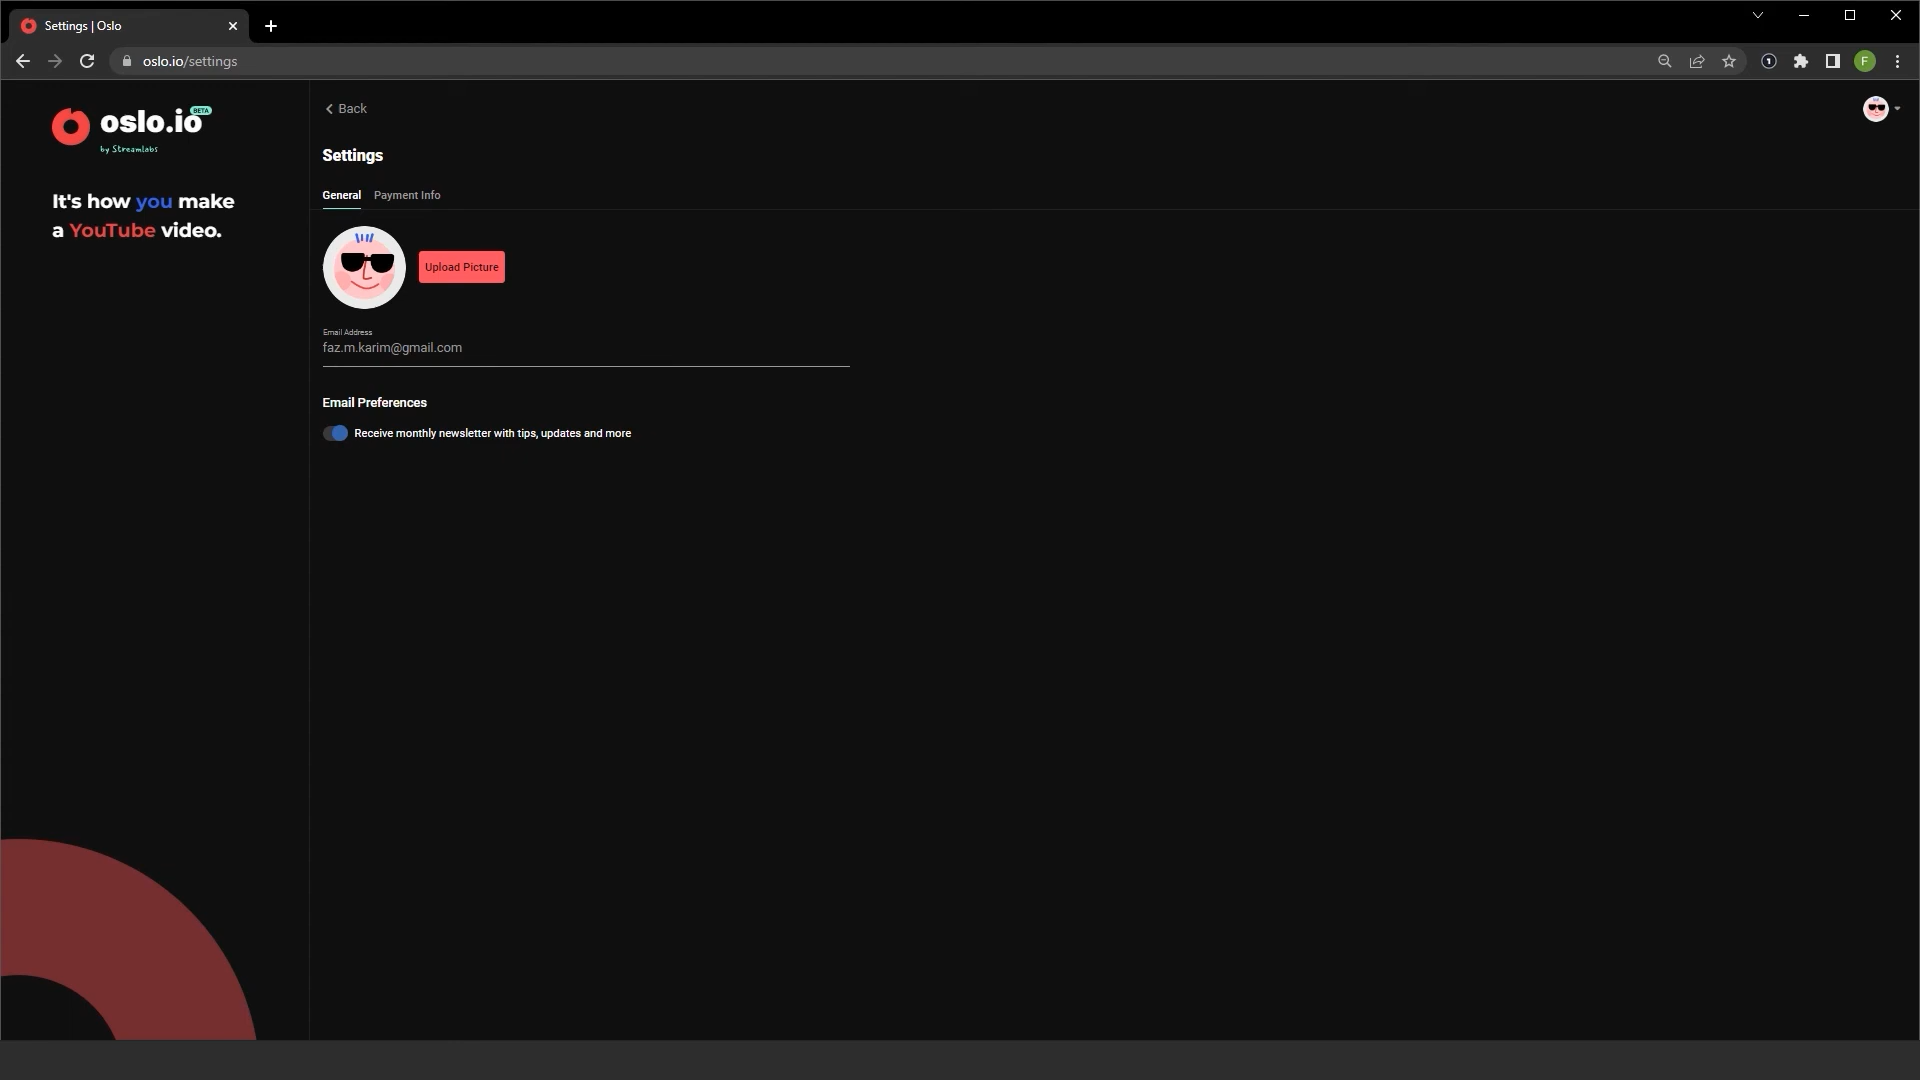 Settings | Oslo
oslo.io/settings
F
oslo.io BETA
by Streamlabs
It's how you make
a YouTube video.
Back
Settings
General Payment Info
Upload Picture
Email Address
faz.m.karim@gmail.com
Email Preferences
Receive monthly newsletter with tips, updates and more